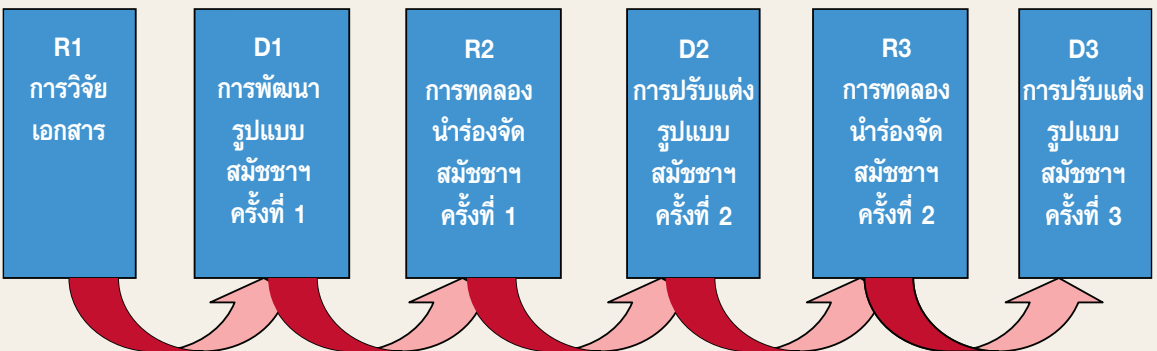 R1
การวิจัย
เอกสาร
D1
การพัฒนา
รูปแบบ
สมัชชาฯ
ครั้งที่ 1
R2
การทดลอง
นำร่องจัด
สมัชชาฯ
ครั้งที่ 1
D2
การปรับแต่ง
รูปแบบ
สมัชชาฯ
ครั้งที่ 2
R3
การทดลอง
นำร่องจัด
สมัชชาฯ
ครั้งที่ 2
D3
การปรับแต่ง
รูปแบบ
สมัชชาฯ
ครั้งที่ 3